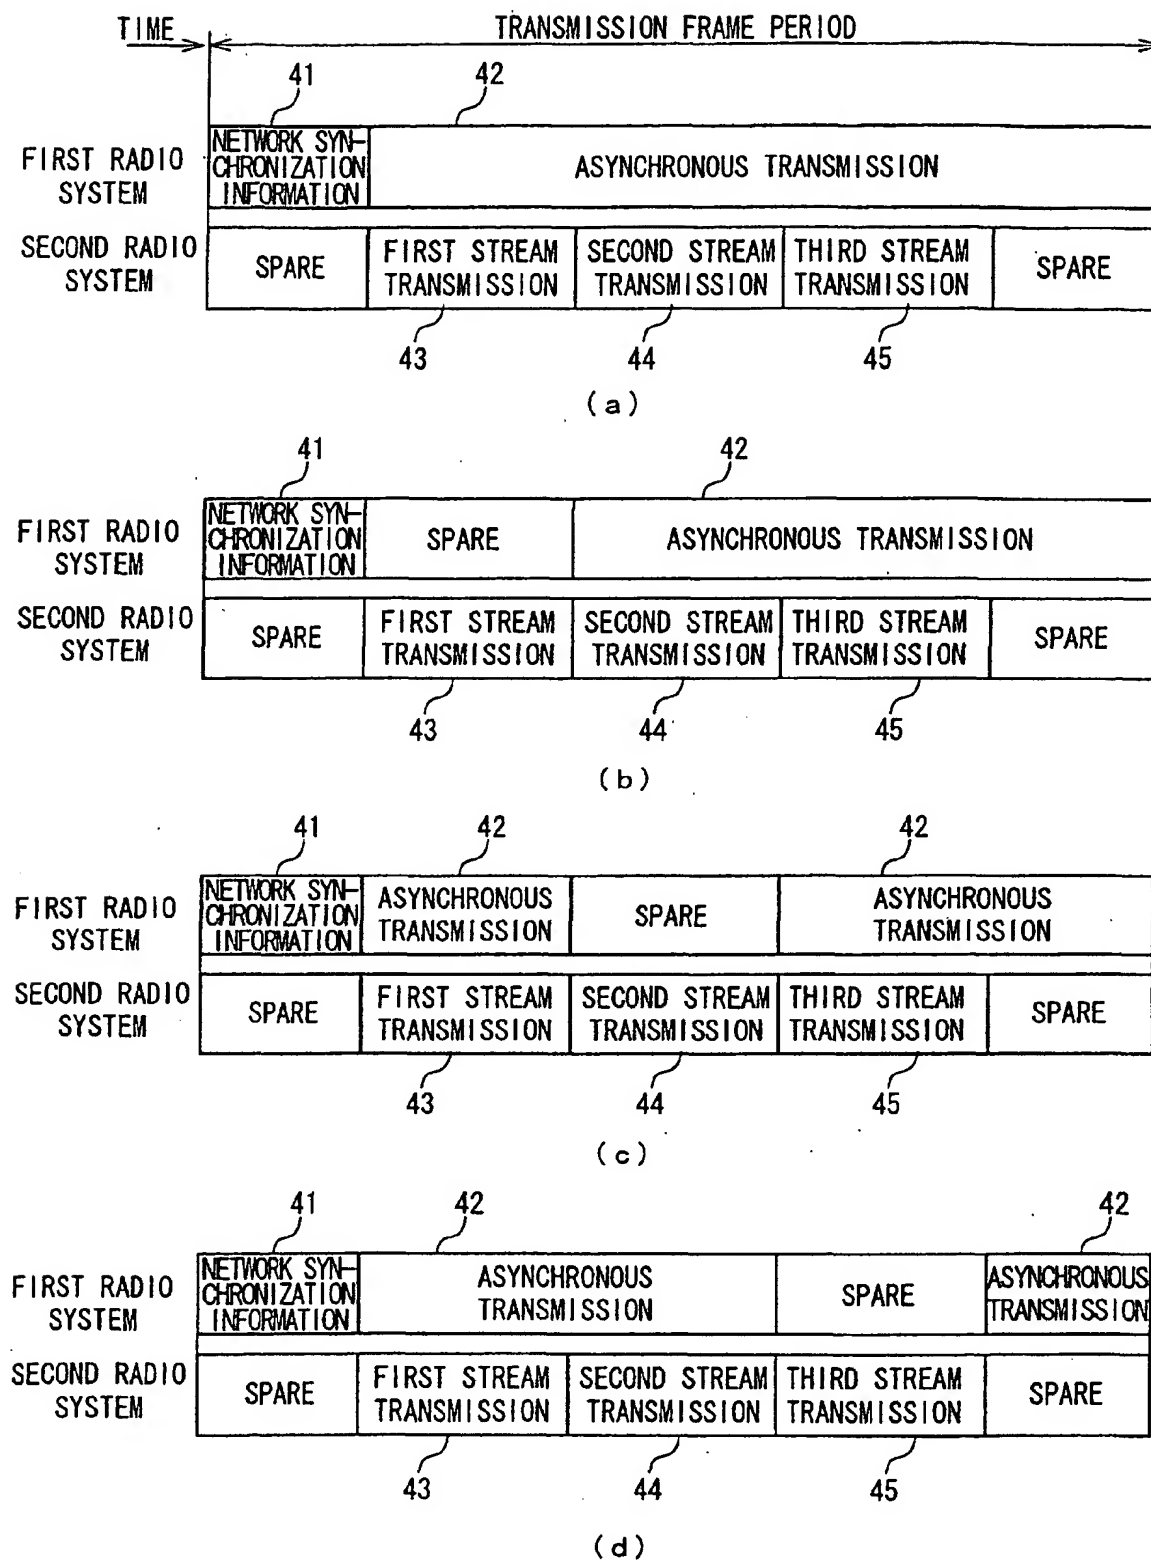 TIME
TRANSMISSION FRAME PERIOD
41
42
FIRST RADIO
SYSTEM
NETWORK SYN-
CHRONIZATION
INFORMATION
ASYNCHRONOUS TRANSMISSION
SECOND RADIO
SYSTEM
SPARE
FIRST STREAM
TRANSMISSION
SECOND STREAM
TRANSMISSION
THIRD STREAM
TRANSMISSION
SPARE
43
44
45
(a)
41
42
FIRST RADIO
SYSTEM
NETWORK SYN-
CHRONIZATION
INFORMATION
SPARE
ASYNCHRONOUS TRANSMISSION
SECOND RADIO
SYSTEM
SPARE
FIRST STREAM
TRANSMISSION
SECOND STREAM
TRANSMISSION
THIRD STREAM
TRANSMISSION
SPARE
43
44
45
(b)
41
42
42
FIRST RADIO
SYSTEM
NETWORK SYN-
CHRONIZATION
INFORMATION
ASYNCHRONOUS
TRANSMISSION
SPARE
ASYNCHRONOUS
TRANSMISSION
SECOND RADIO
SYSTEM
SPARE
FIRST STREAM
TRANSMISSION
SECOND STREAM
TRANSMISSION
THIRD STREAM
TRANSMISSION
SPARE
43
44
45
(c)
41
42
42
FIRST RADIO
SYSTEM
NETWORK SYN-
CHRONIZATION
INFORMATION
ASYNCHRONOUS
TRANSMISSION
SPARE
ASYNCHRONOUS
TRANSMISSION
SECOND RADIO
SYSTEM
SPARE
FIRST STREAM
TRANSMISSION
SECOND STREAM
TRANSMISSION
THIRD STREAM
TRANSMISSION
SPARE
43
44
45
(d)